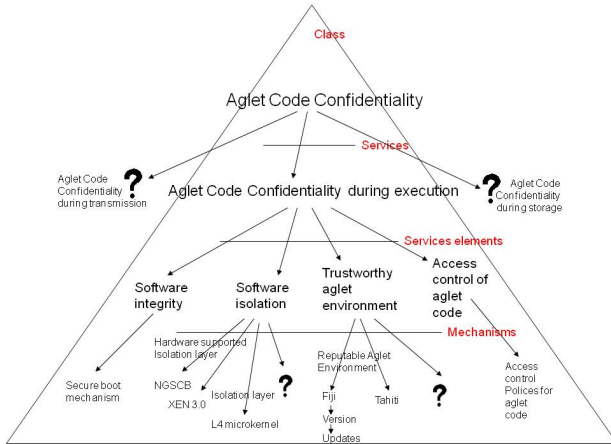 Class
Aglet Code Confidentiality
Services
Aglet Code
Confidentiality
during transmission
?
Aglet Code Confidentiality during execution
?
Aglet Code
Confidentiality
during storage
Services elements
Software
integrity
Software
isolation
Trustworthy
aglet
environment
Access
control of
aglet
code
Mechanisms
Hardware supported
Isolation layer
Reputable Aglet
Environment
Secure boot
mechanism
NGSCB
XEN 3.0
Isolation layer
L4 microkernel
?
Fiji
Version
Updates
Tahiti
?
Access
control
Polices for
aglet
code